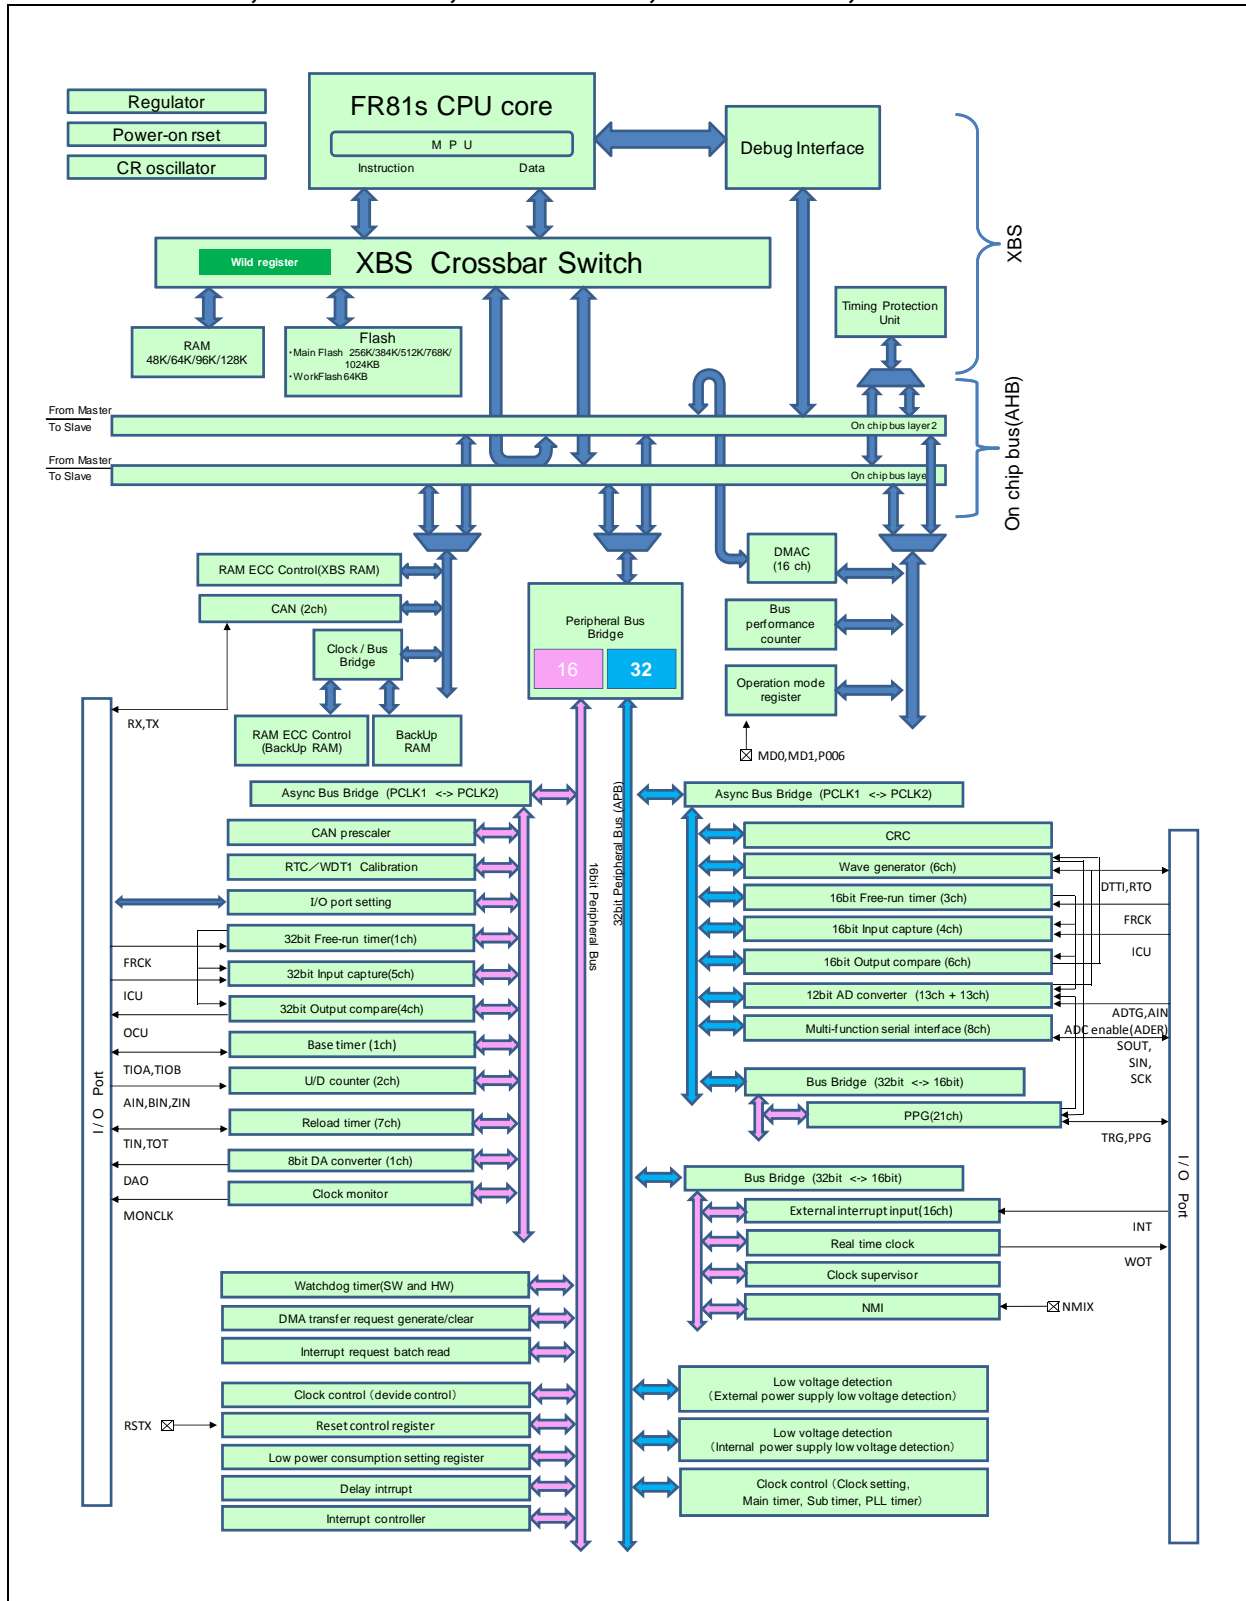 Regulator
Power-on rset
CR oscillator
FR81s CPU core
M P U
Instruction
Data
Debug Interface
XBS
Wild register
XBS Crossbar Switch
Timing Protection
Unit
RAM
48K/64K/96K/128K
Flash
・Main Flash 256K/384K/512K/768K/
1024KB
・WorkFlash64KB
On chip bus(AHB)
From Master
To Slave
On chip bus layer 2
From Master
To Slave
On chip bus layer
RAM ECC Control(XBS RAM)
CAN (2ch)
Clock / Bus
Bridge
RAM ECC Control
(BackUp RAM)
BackUp
RAM
RX,TX
Peripheral Bus
Bridge
16
32
DMAC
(16 ch)
Bus
performance
counter
Operation mode
register
MD0,MD1,P006
16bit Peripheral Bus
32bit Peripheral Bus (APB)
Async Bus Bridge (PCLK1 <-> PCLK2)
CAN prescaler
RTC／WDT1 Calibration
I/O port setting
32bit Free-run timer(1ch)
FRCK
32bit Input capture(5ch)
ICU
32bit Output compare(4ch)
OCU
Base timer (1ch)
TIOA,TIOB
U/D counter (2ch)
AIN,BIN,ZIN
Reload timer (7ch)
TIN,TOT
8bit DA converter (1ch)
DAO
Clock monitor
MONCLK
I / O Port
Watchdog timer(SW and HW)
DMA transfer request generate/clear
Interrupt request batch read
Clock control（devide control）
RSTX
Reset control register
Low power consumption setting register
Delay intrrupt
Interrupt controller
Async Bus Bridge (PCLK1 <-> PCLK2)
CRC
Wave generator (6ch)
DTTI,RTO
16bit Free-run timer (3ch)
FRCK
16bit Input capture (4ch)
ICU
16bit Output compare (6ch)
12bit AD converter (13ch + 13ch)
ADTG,AIN
ADC enable(ADER)
Multi-function serial interface (8ch)
SOUT,
SIN,
SCK
Bus Bridge (32bit <-> 16bit)
PPG(21ch)
TRG,PPG
I / O Port
Bus Bridge (32bit <-> 16bit)
External interrupt input(16ch)
INT
Real time clock
WOT
Clock supervisor
NMI
NMIX
Low voltage detection
（External power supply low voltage detection）
Low voltage detection
（Internal power supply low voltage detection）
Clock control（Clock setting,
Main timer, Sub timer, PLL timer）